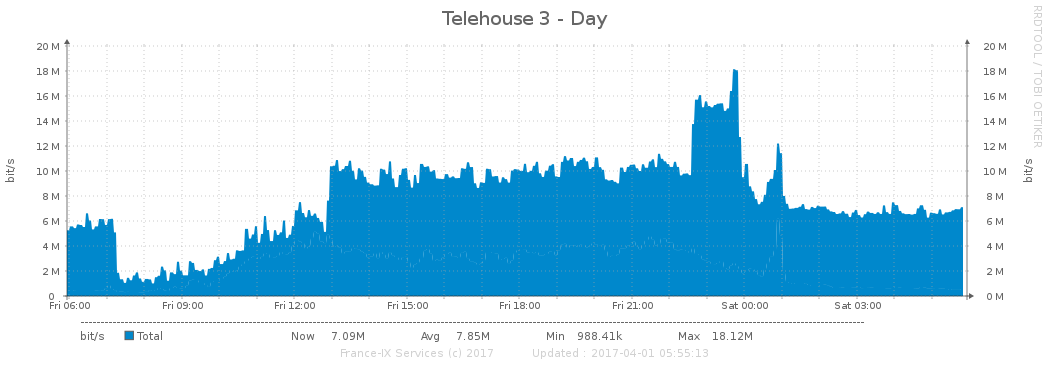 Telehouse 3 - Day
RRDTOOL / TOBI OETIKER
bit/s
20 M 20 M
18 M 18 M
16 M 16 M
14 M 14 M
12 M 12 M
10 M 10 M
8 M 8 M
6 M 6 M
4 M 4 M
2 M 2 M
0 0 M
bit/s
Fri 06:00 Fri 09:00 Fri 12:00 Fri 15:00 Fri 18:00 Fri 21:00 Sat 00:00 Sat 03:00
bit/s Total Now 7.09M Avg 7.85M Min 988.41k Max 18.12M
France-IX Services (c) 2017 Updated : 2017-04-01 05:55:13